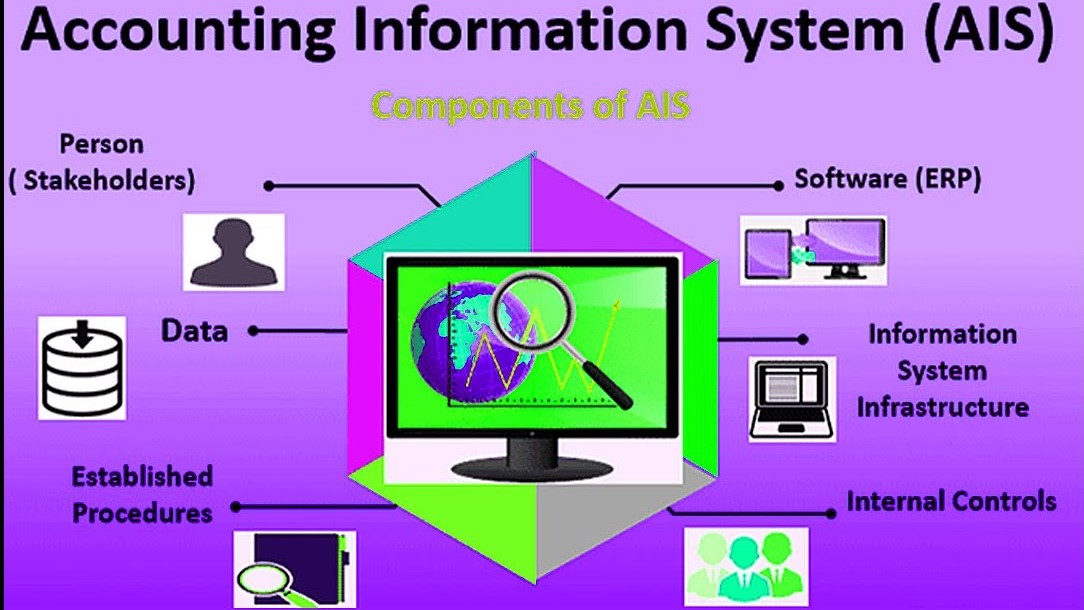 Accounting Information System (AIS)
Components of AIS
Person
( Stakeholders)
Software (ERP)
Data
Information
System
Infrastructure
Established
Procedures
Internal Controls